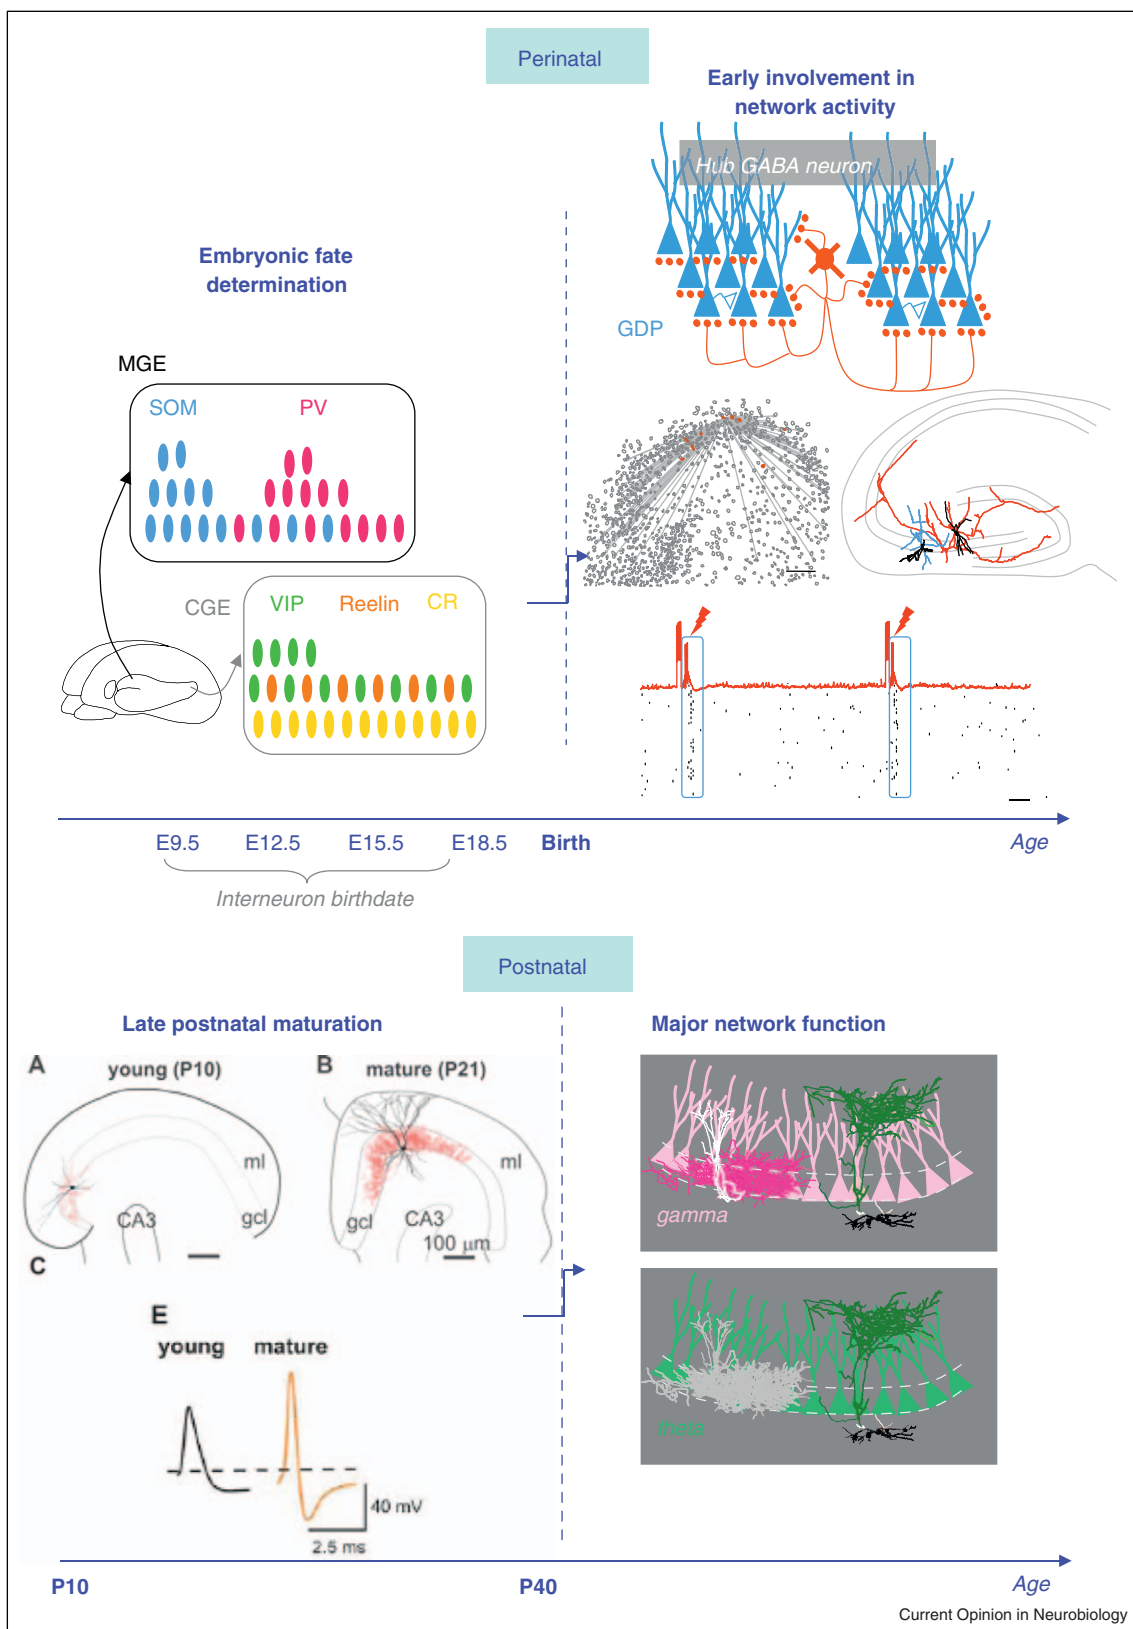 Perinatal
Early involvement in
network activity
Hub GABA neuron
Embryonic fate
determination
GDP
MGE
SOM PV
CGE
VIP Reelin CR
E9.5 E12.5 E15.5 E18.5 Birth Age
Interneuron birthdate
Postnatal
Late postnatal maturation
Major network function
A young (P10) B mature (P21)
ml
ml
CA3 gcl
gcl CA3
100 µm
C
gamma
E
young mature
theta
40 mV
2.5 ms
P10 P40 Age
Current Opinion in Neurobiology